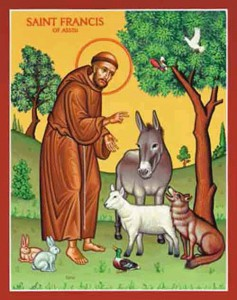 SAINT FRANCIS
OF ASSISI